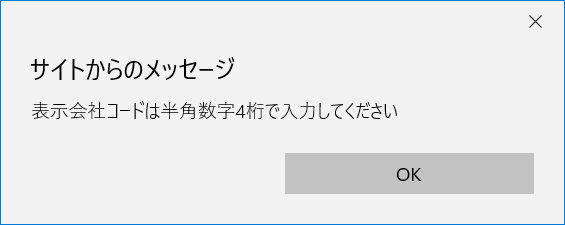 サイトからのメッセージ
表示会社コードは半角数字4桁で入力してください
OK